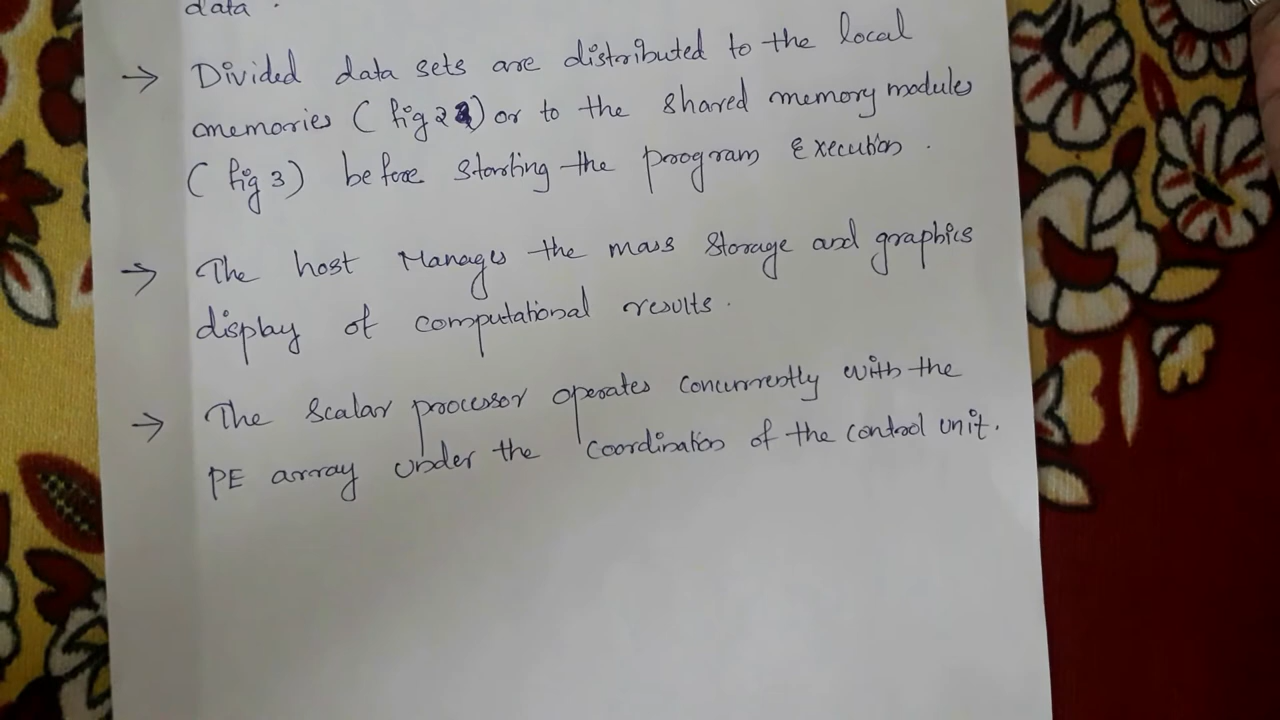 data .
→ Divided data sets are distributed to the local
memories ( fig 2 ) or to the shared memory modules
( fig 3 ) before starting the program Execution .
→ The host Manages the mass storage and graphics
display of computational results .
→ The Scalar processor operates concurrently with the
PE array under the coordination of the control unit .